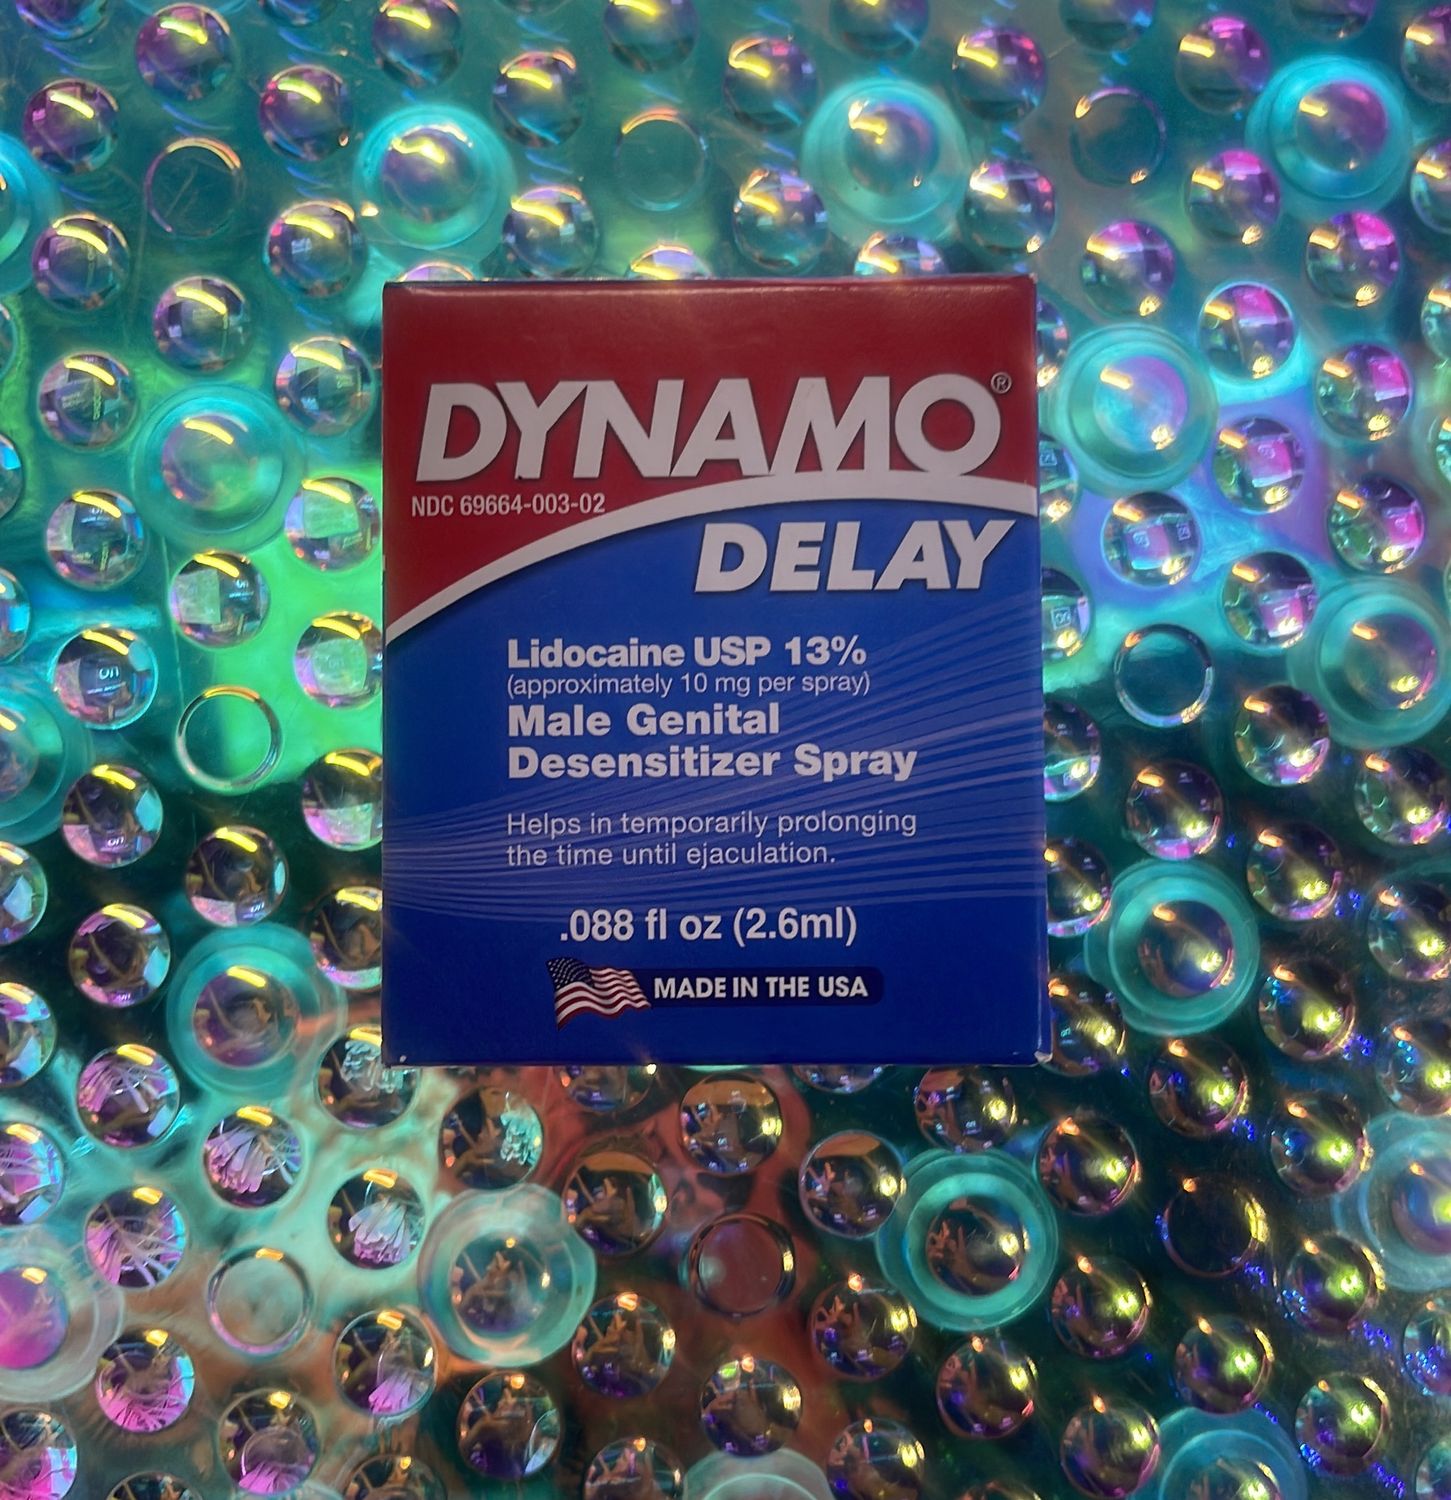 DYNAMO®
NDC 69664-003-02
DELAY
Lidocaine USP 13%
(approximately 10 mg per spray)
Male Genital
Desensitizer Spray
Helps in temporarily prolonging
the time until ejaculation.
.088 fl oz (2.6ml)
MADE IN THE USA